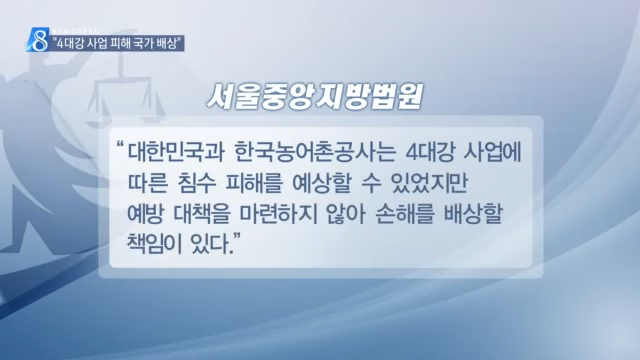 NEWSDESK
8 "4대강 사업 피해 국가 배상"
서울중앙지방법원
“대한민국과 한국농어촌공사는 4대강 사업에
따른 침수 피해를 예상할 수 있었지만
예방 대책을 마련하지 않아 손해를 배상할
책임이 있다.”